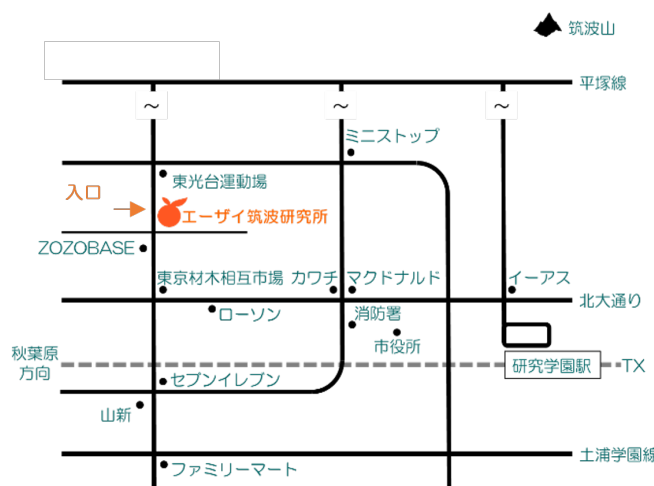 筑波山
平塚線
～
～
～
ミニストップ
東光台運動場
入口
エーザイ筑波研究所
ZOZOBASE
東京材木相互市場
カワチ
マクドナルド
イーアス
北大通り
ローソン
消防署
市役所
秋葉原
方向
研究学園駅
TX
セブンイレブン
山新
土浦学園線
ファミリーマート